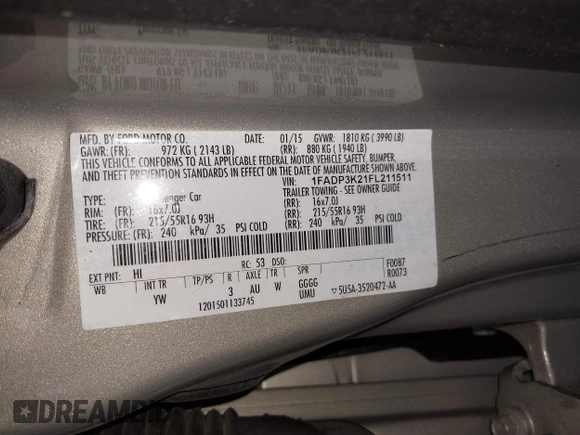 MFD. BY FORD MOTOR CO. DATE: 01/15 GVWR: 1810 KG (3990 LB)
GAWR: (FR): 972 KG (2143 LB) (RR): 880 KG (1940 LB)
THIS VEHICLE CONFORMS TO ALL APPLICABLE FEDERAL MOTOR VEHICLE SAFETY, BUMPER,
AND THEFT PREVENTION STANDARDS IN EFFECT ON THE DATE OF MANUFACTURE SHOWN ABOVE.
VIN: 1FADP3K21FL211511
TYPE: Passenger Car TRAILER TOWING - SEE OWNER GUIDE
RIM: (FR): 16x7.0J (RR): 16x7.0J
TIRE: (FR): 215/55R16 93H (RR): 215/55R16 93H
PRESSURE: (FR): 240 kPa/ 35 PSI COLD (RR): 240 kPa/ 35 PSI COLD
EXT PNT: HI RC: 53 DSO: F0087
R0073
WB INT TR TP/PS R AXLE TR SPR
YW 3 AU W GGGG
UMU
5U5A-3520472-AA
1201501133745
DREAMBID